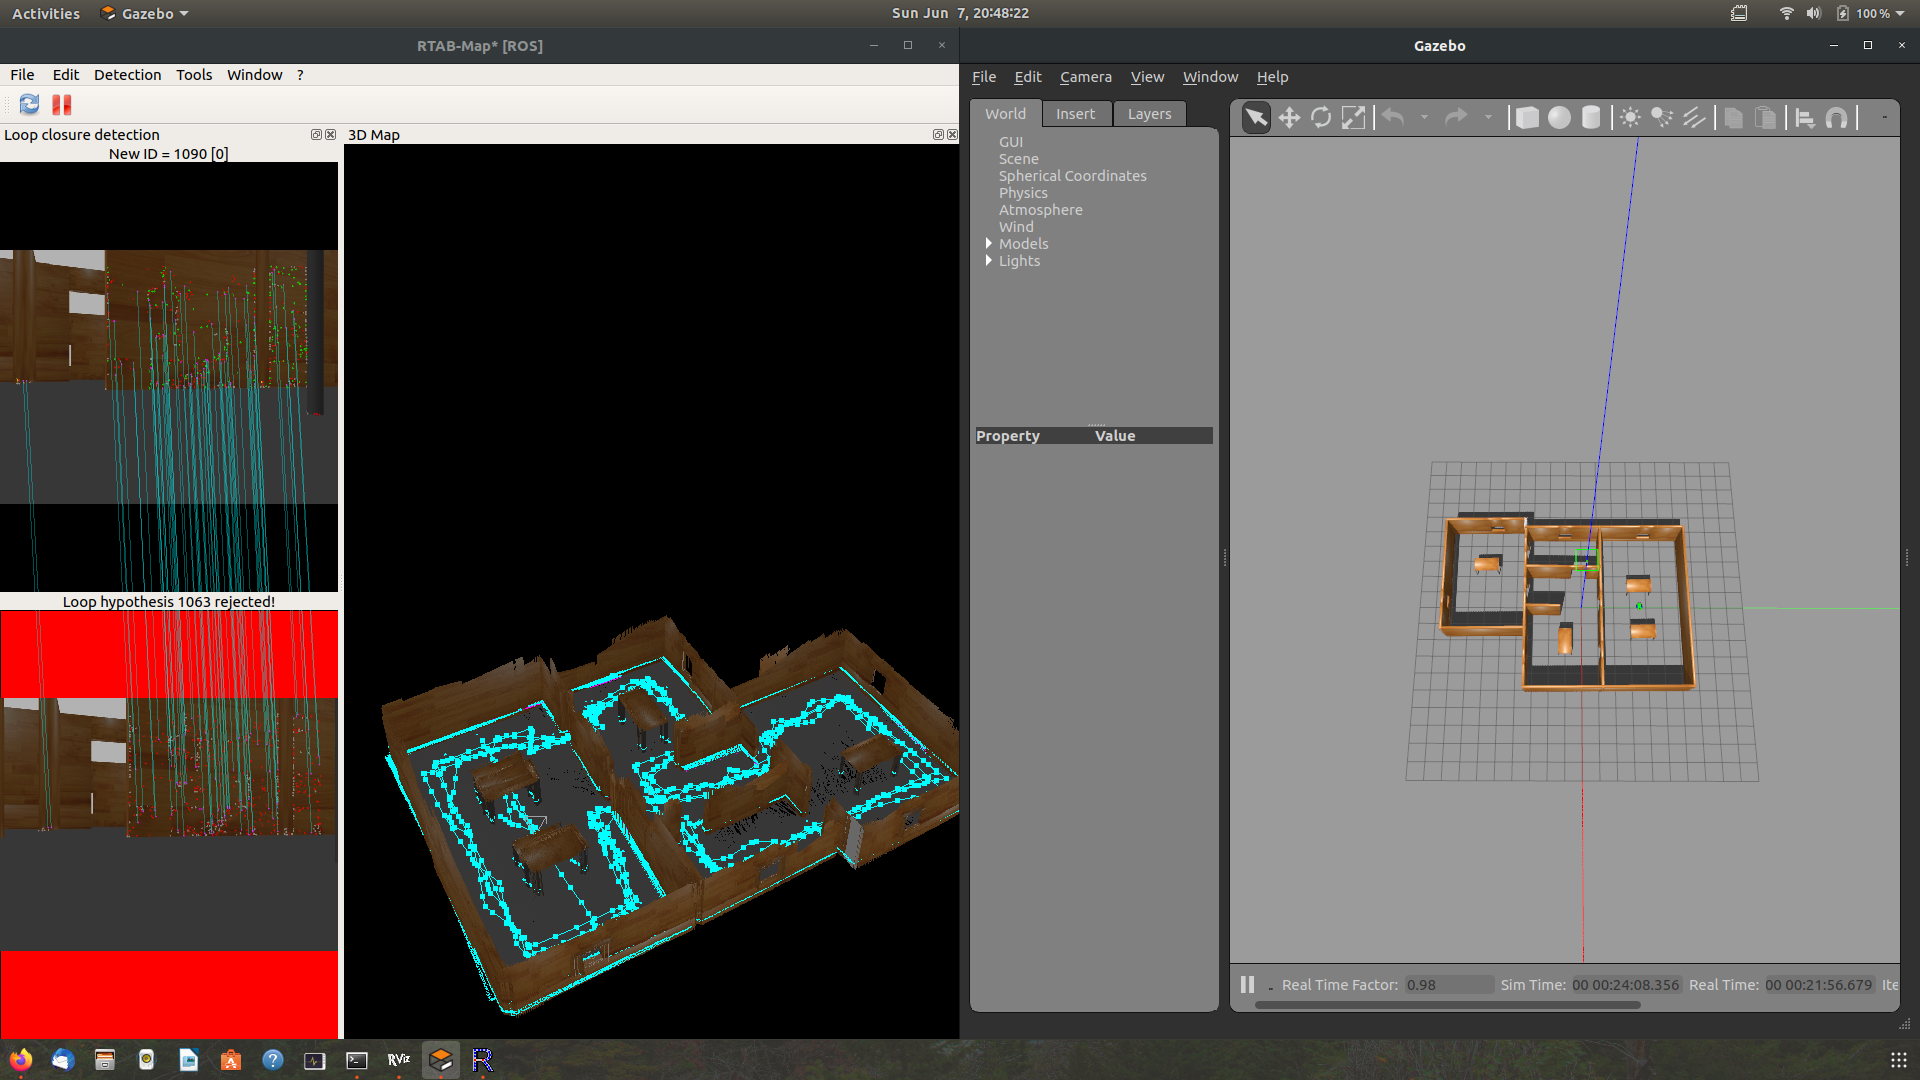 Activities Gazebo Sun Jun 7, 20:48:22 100 %
RTAB-Map* [ROS]
File Edit Detection Tools Window ?
Loop closure detection
New ID = 1090 [0]
Loop hypothesis 1063 rejected!
3D Map
Gazebo
File Edit Camera View Window Help
World Insert Layers
GUI
Scene
Spherical Coordinates
Physics
Atmosphere
Wind
Models
Lights
Property Value
Real Time Factor: 0.98 Sim Time: 00 00:24:08.356 Real Time: 00 00:21:56.679 Ite
RViz R